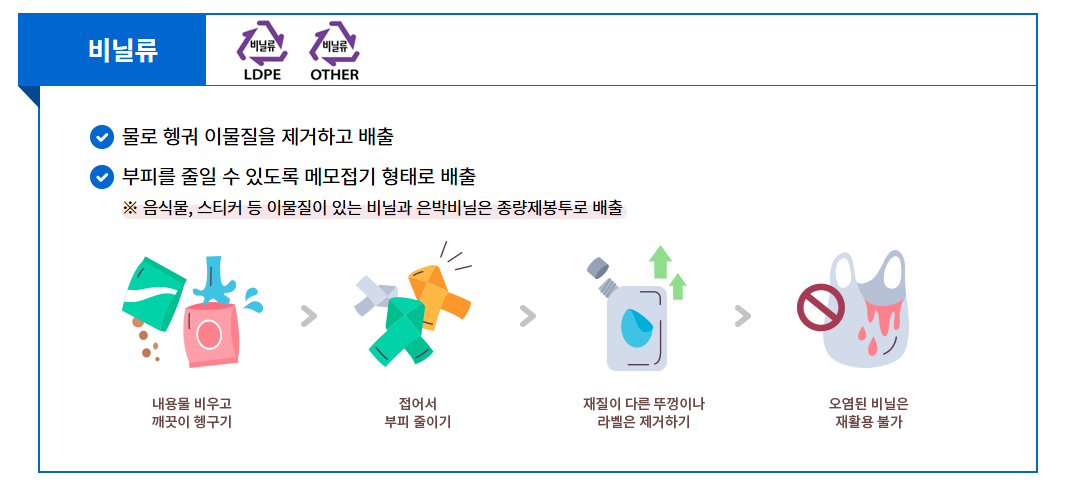 비닐류
비닐류
LDPE
비닐류
OTHER
물로 헹궈 이물질을 제거하고 배출
부피를 줄일 수 있도록 메모접기 형태로 배출
※ 음식물, 스티커 등 이물질이 있는 비닐과 은박비닐은 종량제봉투로 배출
내용물 비우고
깨끗이 헹구기
접어서
부피 줄이기
재질이 다른 뚜껑이나
라벨은 제거하기
오염된 비닐은
재활용 불가